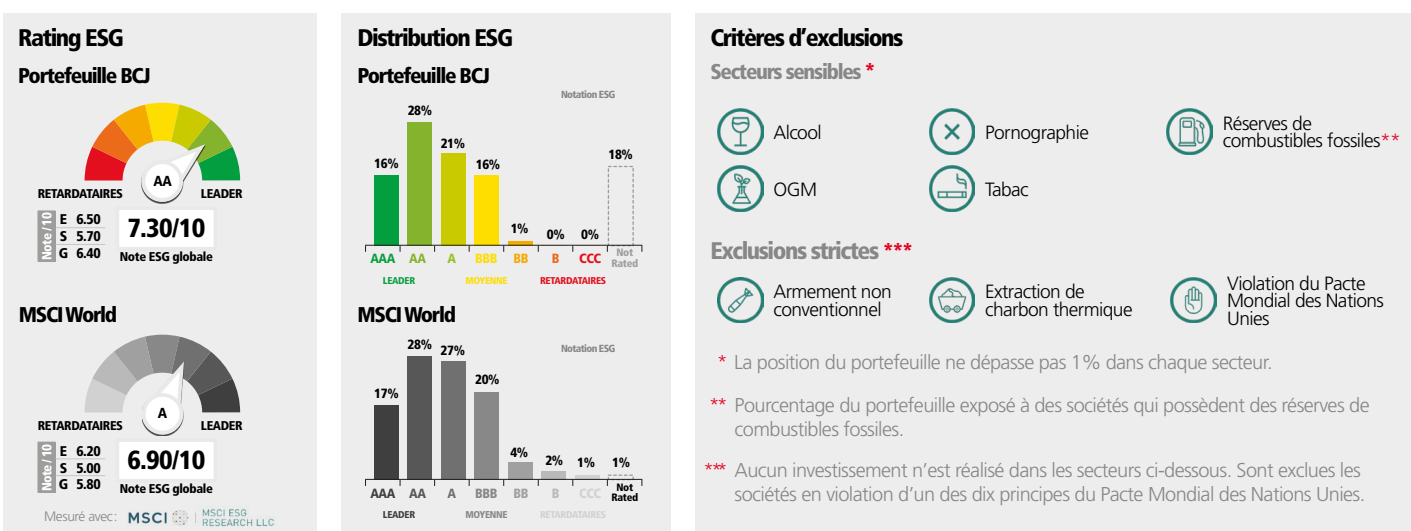 Rating ESG
Portefeuille BCJ
AA
RETARDATAIRES
LEADER
Note / 10
E 6.50
S 5.70
G 6.40
7.30/10
Note ESG globale
MSCI World
A
RETARDATAIRES
LEADER
Note / 10
E 6.20
S 5.00
G 5.80
6.90/10
Note ESG globale
Mesuré avec: MSCI | MSCI ESG
RESEARCH LLC
Distribution ESG
Portefeuille BCJ
Notation ESG
16% 28% 21% 16% 1% 0% 0% 18%
AAA AA A BBB BB B CCC Not
Rated
LEADER MOYENNE RETARDATAIRES
MSCI World
Notation ESG
17% 28% 27% 20% 4% 2% 1% 1%
AAA AA A BBB BB B CCC Not
Rated
LEADER MOYENNE RETARDATAIRES
Critères d'exclusions
Secteurs sensibles *
Alcool
Pornographie
Réserves de
combustibles fossiles**
OGM
Tabac
Exclusions strictes ***
Armement non
conventionnel
Extraction de
charbon thermique
Violation du Pacte
Mondial des Nations
Unies
* La position du portefeuille ne dépasse pas 1% dans chaque secteur.
** Pourcentage du portefeuille exposé à des sociétés qui possèdent des réserves de
combustibles fossiles.
*** Aucun investissement n'est réalisé dans les secteurs ci-dessous. Sont exclues les
sociétés en violation d'un des dix principes du Pacte Mondial des Nations Unies.